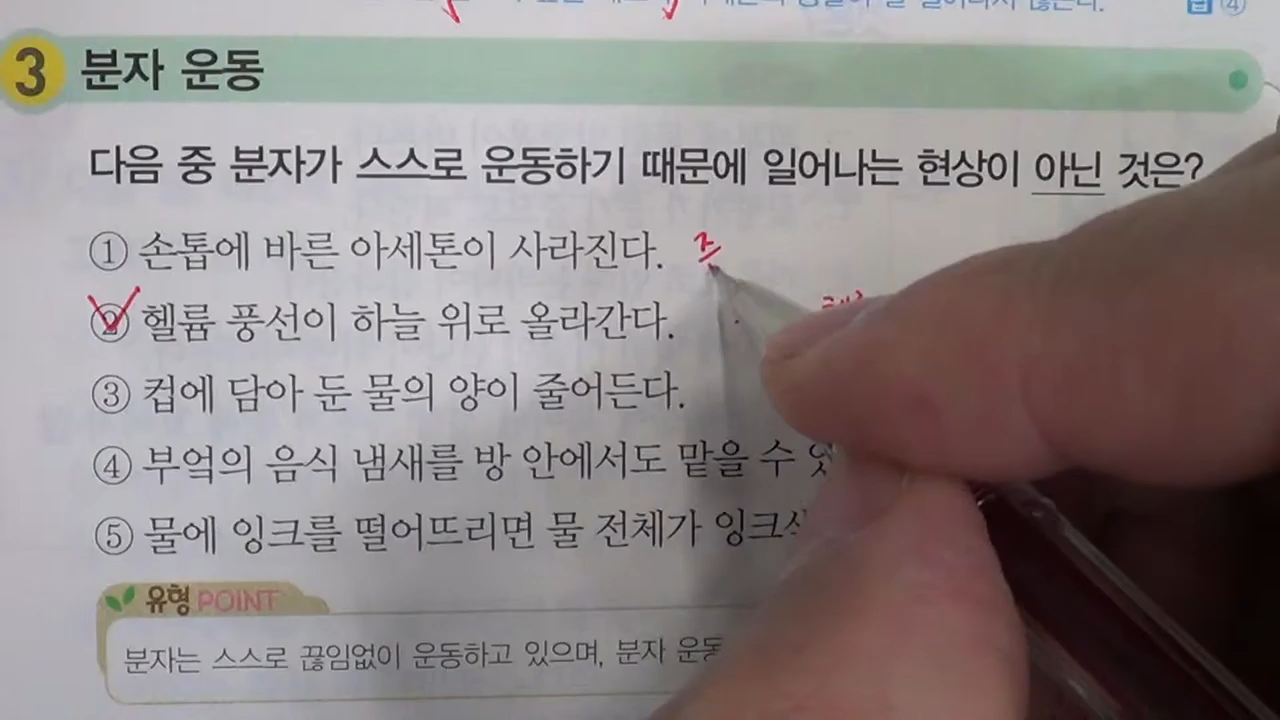 답 ④
3 분자 운동
다음 중 분자가 스스로 운동하기 때문에 일어나는 현상이 아닌 것은?
① 손톱에 바른 아세톤이 사라진다.
② 헬륨 풍선이 하늘 위로 올라간다.
③ 컵에 담아 둔 물의 양이 줄어든다.
④ 부엌의 음식 냄새를 방 안에서도 맡을 수
⑤ 물에 잉크를 떨어뜨리면 물 전체가
유형 POINT
분자는 스스로 끊임없이 운동하고 있으며, 분자 운동